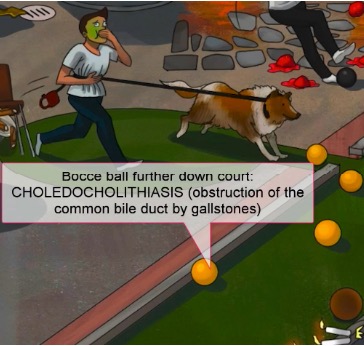 Bocce ball further down court:
CHOLEDOCHOLITHIASIS (obstruction of the
common bile duct by gallstones)